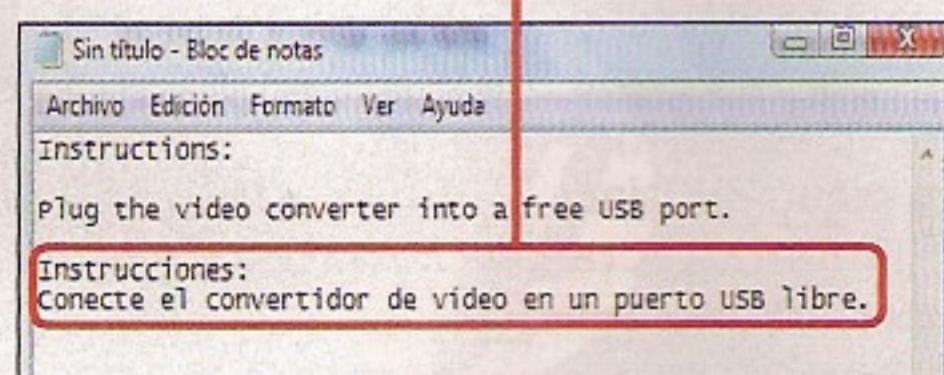 Sin título - Bloc de notas
Archivo Edición Formato Ver Ayuda
Instructions:
Plug the video converter into a free USB port.
Instrucciones:
Conecte el convertidor de vídeo en un puerto USB libre.